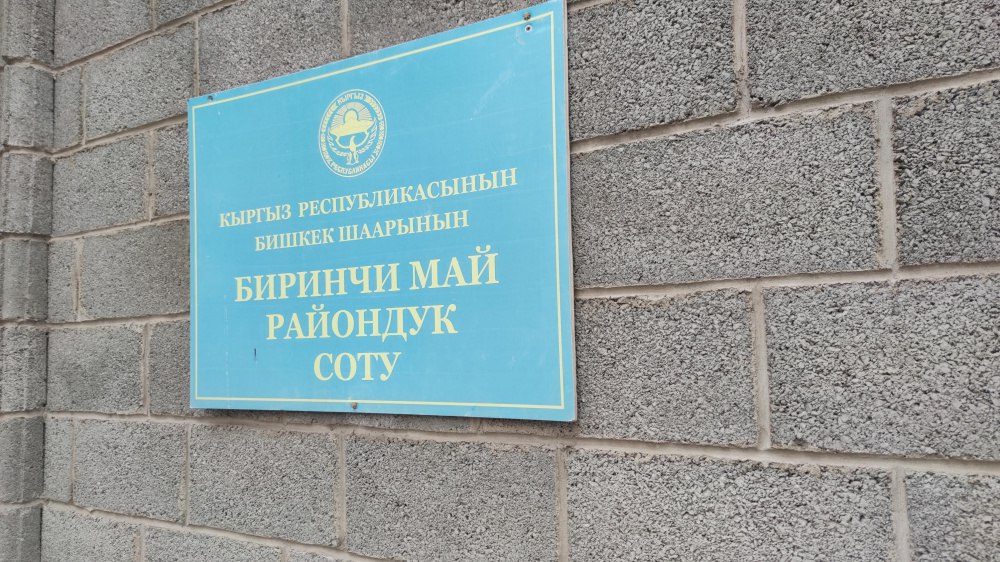 КЫРГЫЗ РЕСПУБЛИКАСЫНЫН
БИШКЕК ШААРЫНЫН
БИРИНЧИ МАЙ
РАЙОНДУК
СОТУ